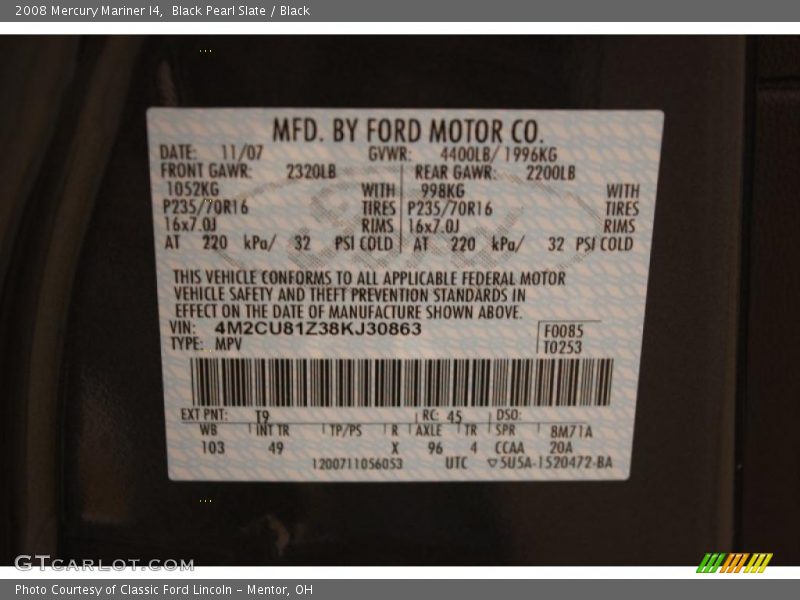 2008 Mercury Mariner I4, Black Pearl Slate / Black
MFD. BY FORD MOTOR CO.
DATE: 11/07 GVWR: 4400LB/ 1996KG
FRONT GAWR: 2320LB REAR GAWR: 2200LB
1052KG WITH 998KG WITH
P235/70R16 TIRES P235/70R16 TIRES
16x7.0J RIMS 16x7.0J RIMS
AT 220 kPa/ 32 PSI COLD AT 220 kPa/ 32 PSI COLD
THIS VEHICLE CONFORMS TO ALL APPLICABLE FEDERAL MOTOR
VEHICLE SAFETY AND THEFT PREVENTION STANDARDS IN
EFFECT ON THE DATE OF MANUFACTURE SHOWN ABOVE.
VIN: 4M2CU81Z38KJ30863 F0085
TYPE: MPV T0253
EXT PNT: T9 RC: 45 DSO:
WB INT TR TP/PS R AXLE TR SPR 8M71A
103 49 X 96 4 CCAA 20A
1200711056053 UTC ▽5U5A-1520472-BA
GTCarLot.com
Photo Courtesy of Classic Ford Lincoln - Mentor, OH